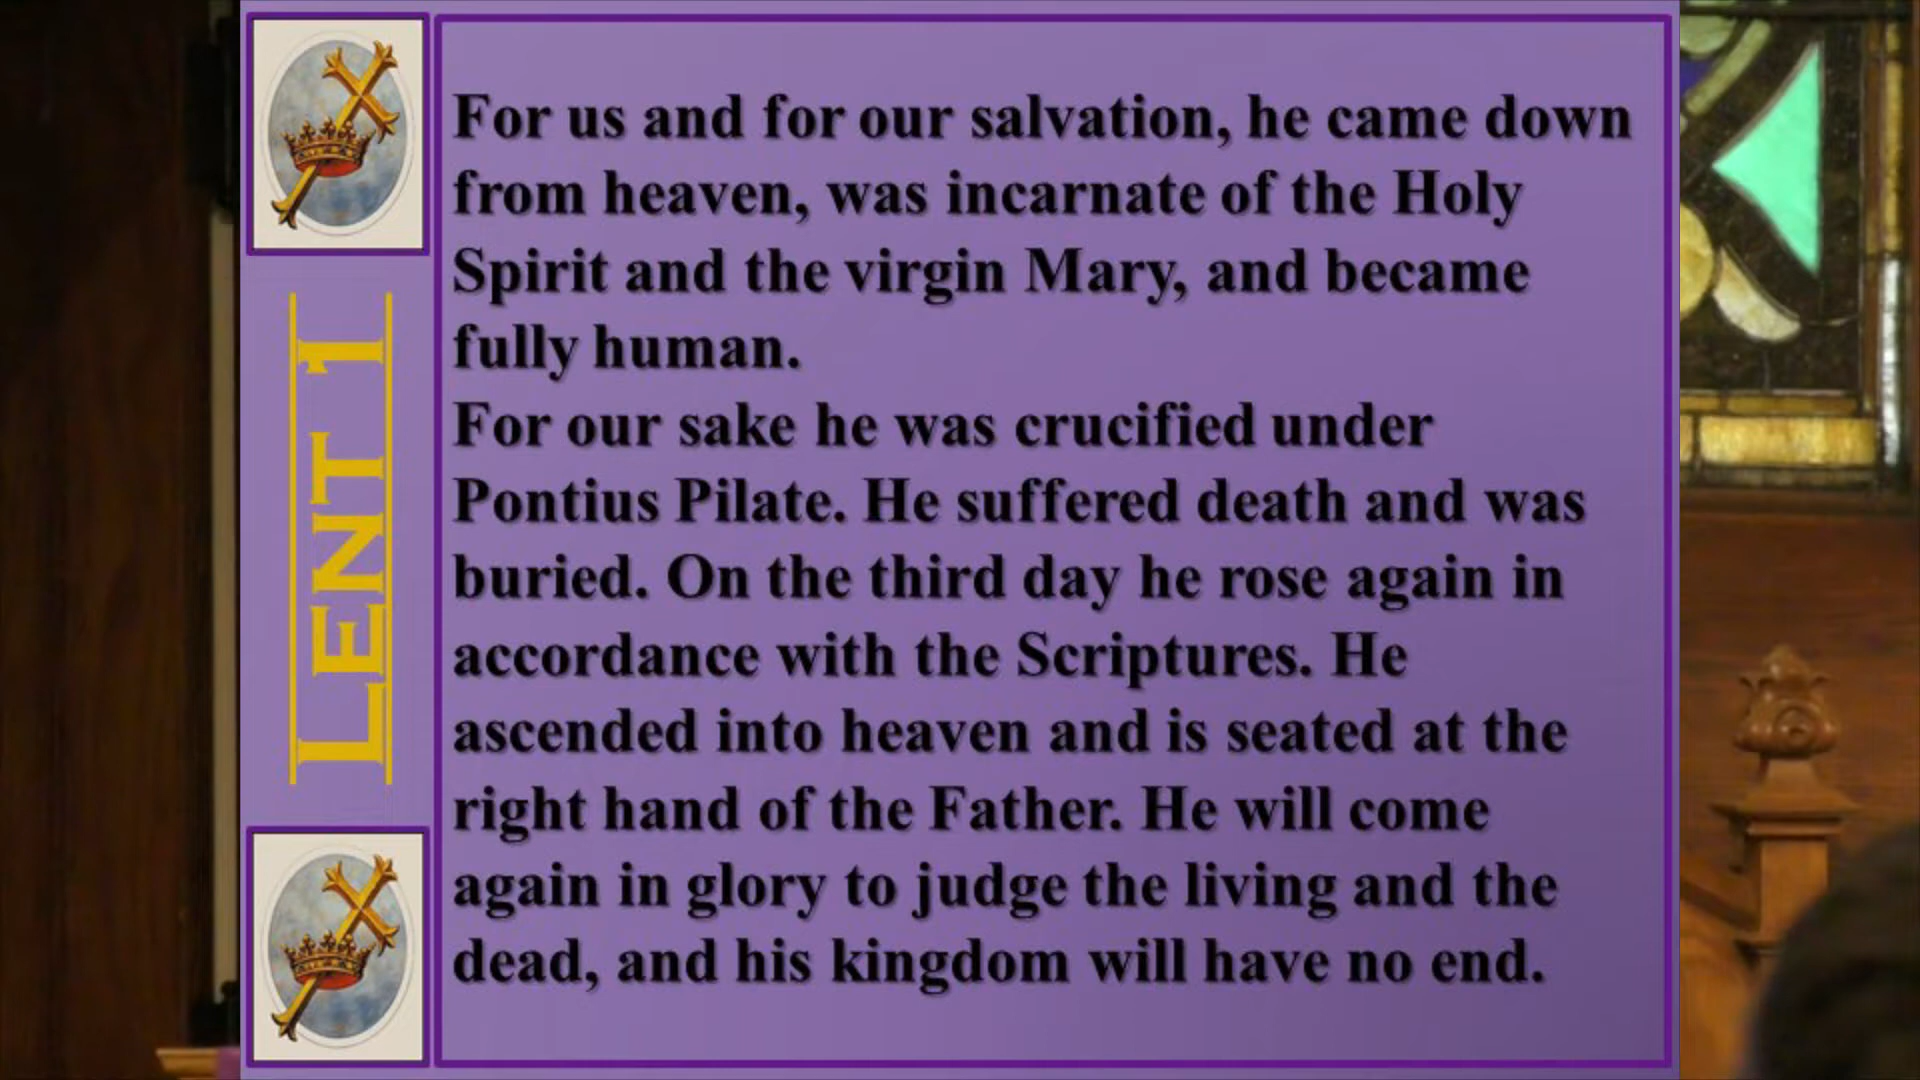 For us and for our salvation, he came down
from heaven, was incarnate of the Holy
Spirit and the virgin Mary, and became
fully human.
For our sake he was crucified under
Pontius Pilate. He suffered death and was
buried. On the third day he rose again in
accordance with the Scriptures. He
ascended into heaven and is seated at the
right hand of the Father. He will come
again in glory to judge the living and the
dead, and his kingdom will have no end.
LENT 1